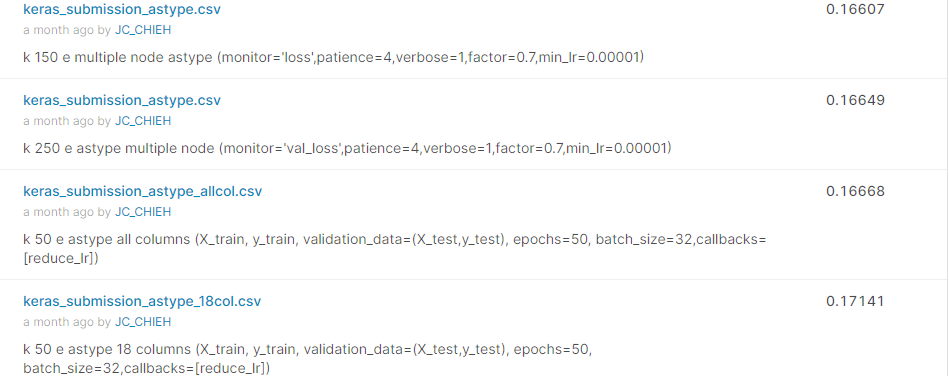 keras_submission_astype.csv 0.16607
a month ago by JC_CHIEH
k 150 e multiple node astype (monitor='loss',patience=4,verbose=1,factor=0.7,min_lr=0.00001)
keras_submission_astype.csv 0.16649
a month ago by JC_CHIEH
k 250 e astype multiple node (monitor='val_loss',patience=4,verbose=1,factor=0.7,min_lr=0.00001)
keras_submission_astype_allcol.csv 0.16668
a month ago by JC_CHIEH
k 50 e astype all columns (X_train, y_train, validation_data=(X_test,y_test), epochs=50, batch_size=32,callbacks=
[reduce_lr])
keras_submission_astype_18col.csv 0.17141
a month ago by JC_CHIEH
k 50 e astype 18 columns (X_train, y_train, validation_data=(X_test,y_test), epochs=50,
batch_size=32,callbacks=[reduce_lr])